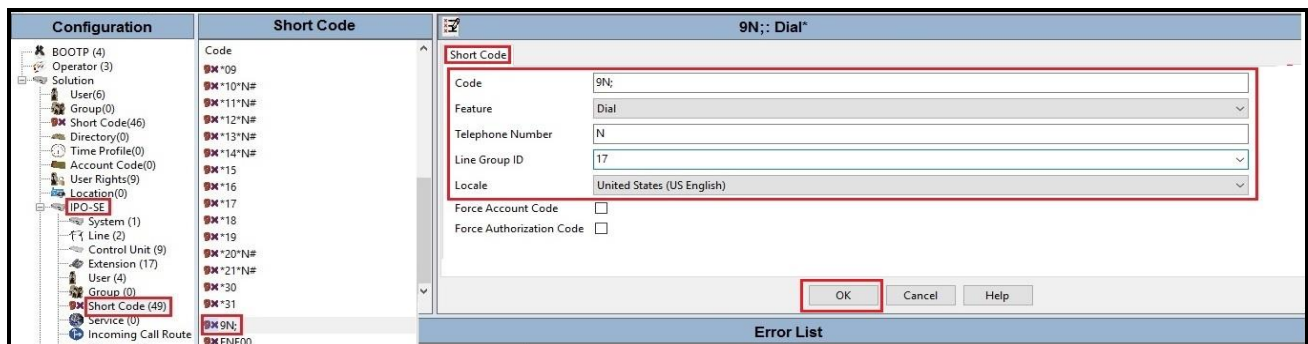 Configuration
BOOTP (4)
Operator (3)
Solution
User(6)
Group(0)
Short Code(46)
Directory(0)
Time Profile(0)
Account Code(0)
User Rights(9)
Location(0)
IPO-SE
System (1)
Line (2)
Control Unit (9)
Extension (17)
User (4)
Group (0)
Short Code (49)
Service (0)
Incoming Call Route
Short Code
Code
*09
*10*N#
*11*N#
*12*N#
*13*N#
*14*N#
*15
*16
*17
*18
*19
*20*N#
*21*N#
*30
*31
9N;
9N;: Dial*
Short Code
Code 9N;
Feature Dial
Telephone Number N
Line Group ID 17
Locale United States (US English)
Force Account Code
Force Authorization Code
OK Cancel Help
Error List